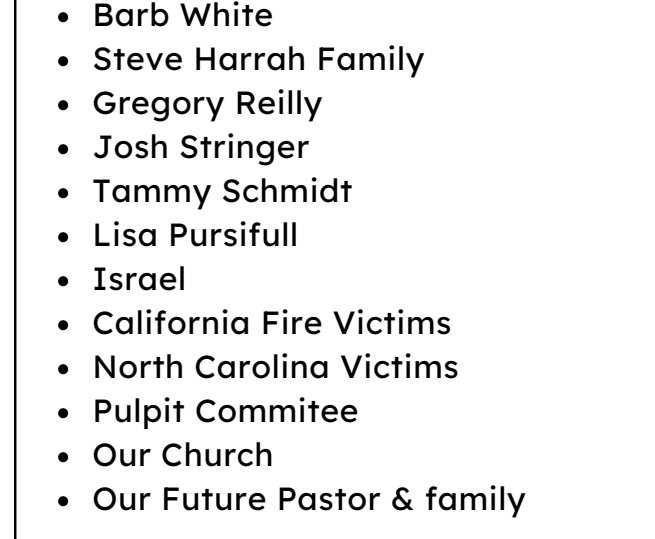 • Barb White
• Steve Harrah Family
• Gregory Reilly
• Josh Stringer
• Tammy Schmidt
• Lisa Pursifull
• Israel
• California Fire Victims
• North Carolina Victims
• Pulpit Commitee
• Our Church
• Our Future Pastor & family